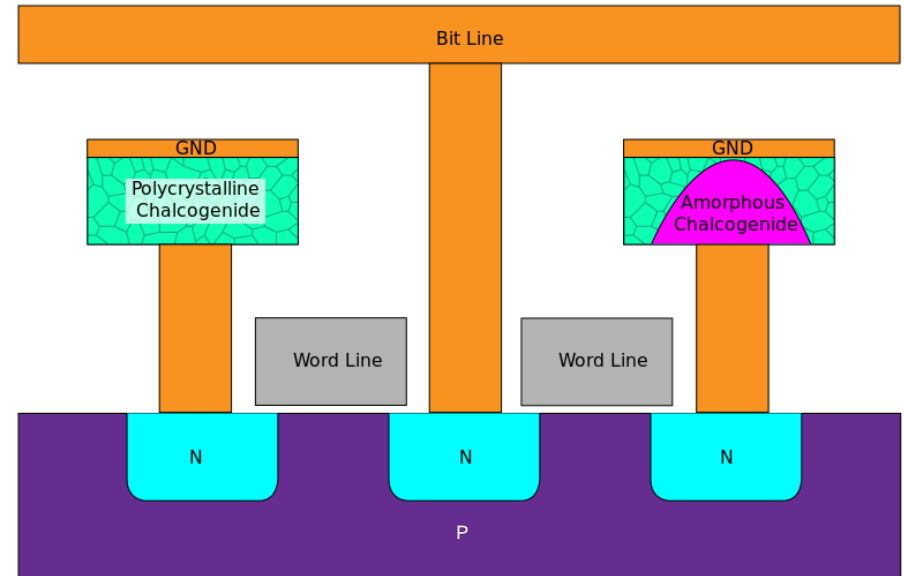 Bit Line
GND
GND
Polycrystalline
Chalcogenide
Amorphous
Chalcogenide
Word Line
Word Line
N
N
N
P